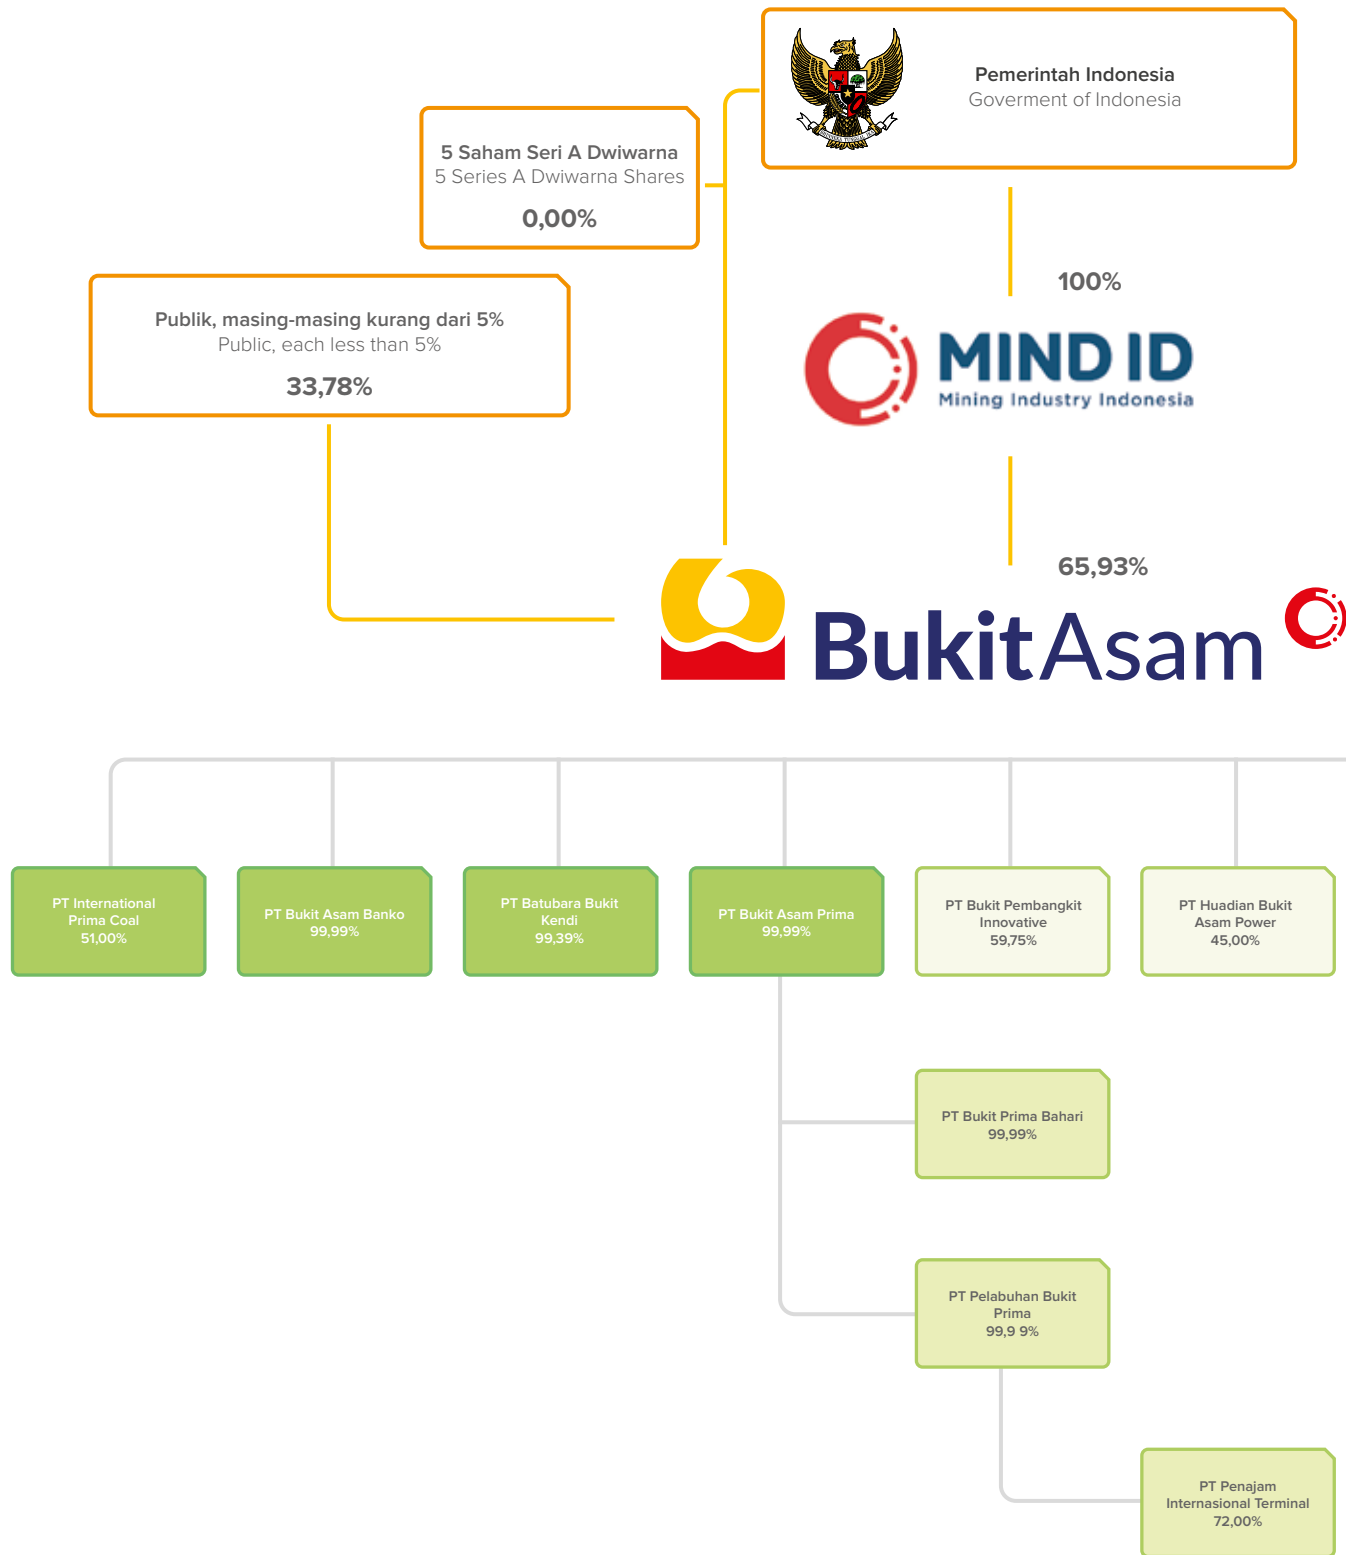 Pemerintah Indonesia
Goverment of Indonesia
5 Saham Seri A Dwiwarna
5 Series A Dwiwarna Shares
0,00%
100%
Publik, masing-masing kurang dari 5%
Public, each less than 5%
33,78%
MIND ID
Mining Industry Indonesia
65,93%
BukitAsam
PT International
Prima Coal
51,00%
PT Bukit Asam Banko
99,99%
PT Batubara Bukit
Kendi
99,39%
PT Bukit Asam Prima
99,99%
PT Bukit Pembangkit
Innovative
59,75%
PT Huadian Bukit
Asam Power
45,00%
PT Bukit Prima Bahari
99,99%
PT Pelabuhan Bukit
Prima
99,9 9%
PT Penajam
Internasional Terminal
72,00%